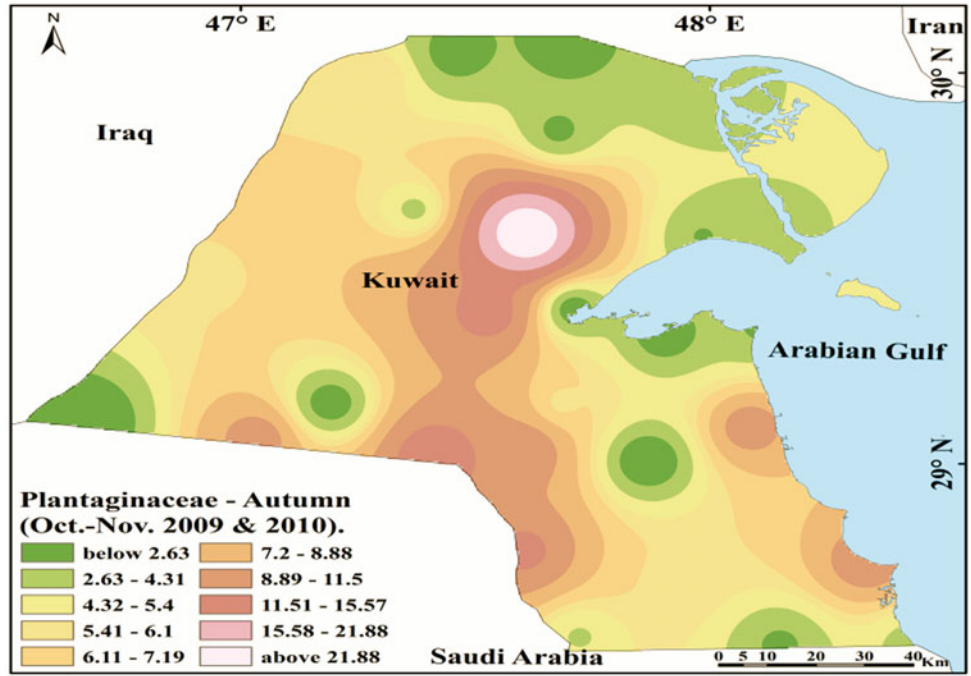 47° E
48° E
N
Iran
30° N
Iraq
Kuwait
Arabian Gulf
29° N
Plantaginaceae - Autumn
(Oct.-Nov. 2009 & 2010).
below 2.63
7.2 - 8.88
2.63 - 4.31
8.89 - 11.5
4.32 - 5.4
11.51 - 15.57
5.41 - 6.1
15.58 - 21.88
6.11 - 7.19
above 21.88
Saudi Arabia
0 5 10 20 30 40
Km